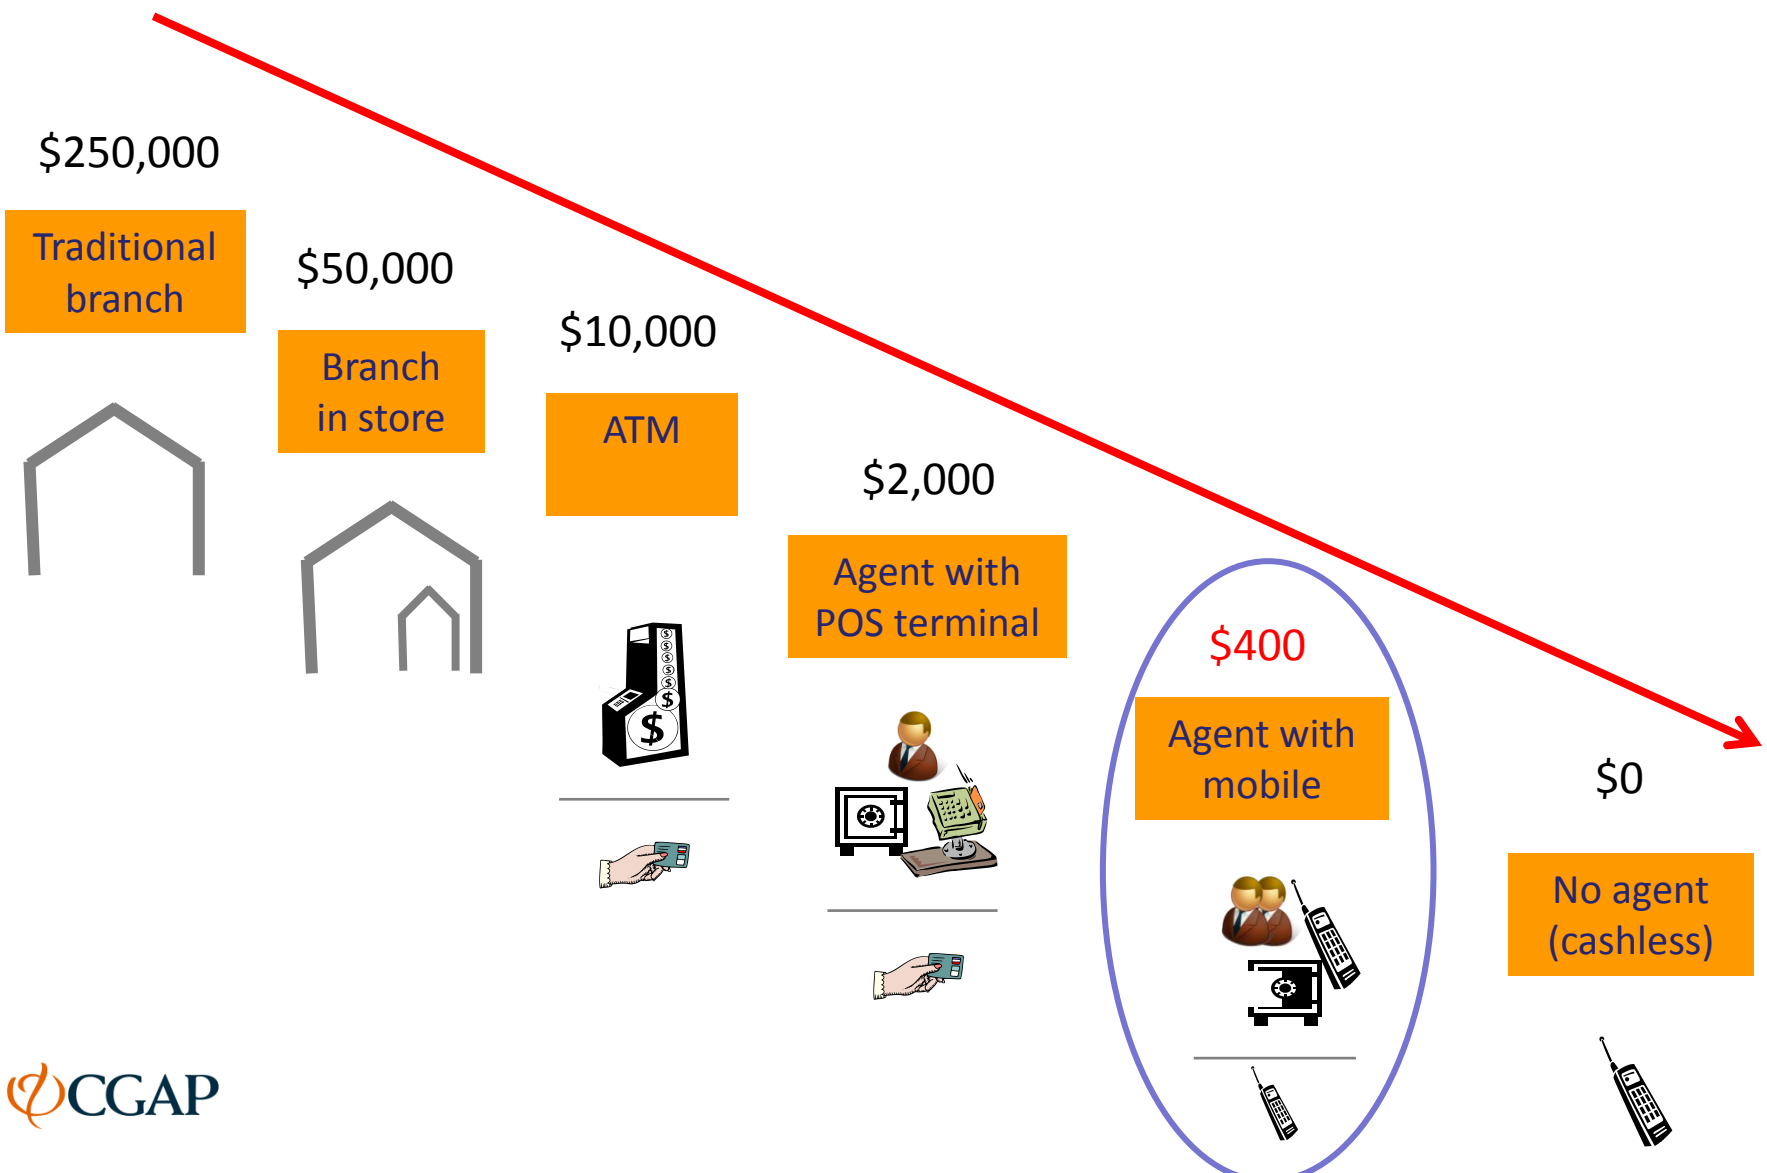 $250,000
Traditional
branch
$50,000
Branch
in store
$10,000
ATM
$2,000
Agent with
POS terminal
$400
Agent with
mobile
$0
No agent
(cashless)
CGAP